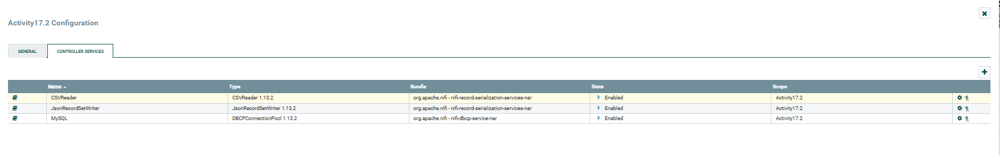 Activity17.2 Configuration
GENERAL
CONTROLLER SERVICES
Name Type Bundle State Scope
CSVReader CSVReader 1.13.2 org.apache.nifi - nifi-record-serialization-services-nar Enabled Activity17.2
JsonRecordSetWriter JsonRecordSetWriter 1.13.2 org.apache.nifi - nifi-record-serialization-services-nar Enabled Activity17.2
MySQL DBCPConnectionPool 1.13.2 org.apache.nifi - nifi-dbcp-service-nar Enabled Activity17.2